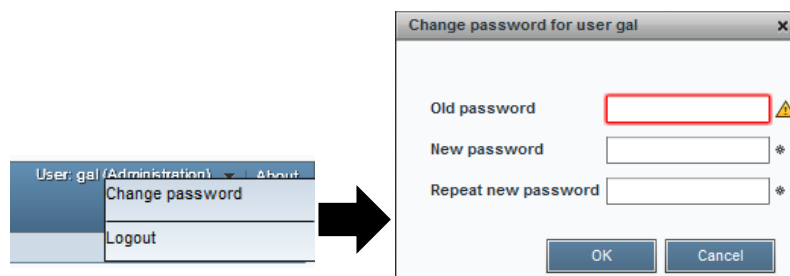 User: gal (Administration) About
Change password
Logout
Change password for user gal
Old password
New password
Repeat new password
OK Cancel